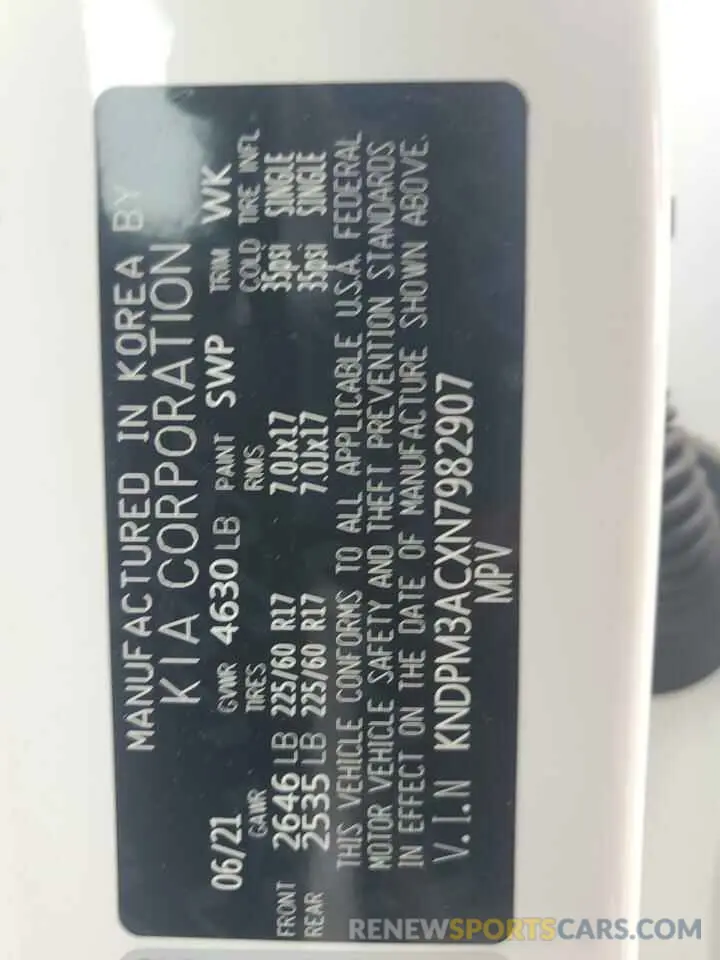 MANUFACTURED IN KOREA BY
KIA CORPORATION
06/21 GVWR 4630 LB PAINT SWP TRIM WK
GAWR TIRES RIMS COLD TIRE INFL
FRONT 2646 LB 225/60 R17 7.0Jx17 35psi SINGLE
REAR 2535 LB 225/60 R17 7.0Jx17 35psi SINGLE
THIS VEHICLE CONFORMS TO ALL APPLICABLE U.S.A. FEDERAL
MOTOR VEHICLE SAFETY AND THEFT PREVENTION STANDARDS
IN EFFECT ON THE DATE OF MANUFACTURE SHOWN ABOVE.
V.I.N KNDPM3ACXN7982907
MPV
RENEWSPORTSCARS.COM